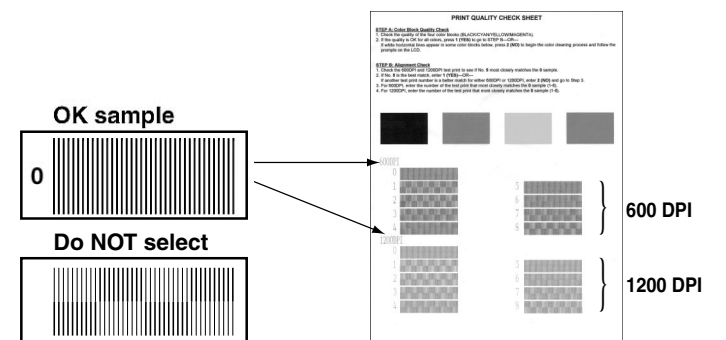 PRINT QUALITY CHECK SHEET
STEP A: Color Block Quality Check
1. Check the quality of the four color blocks (BLACK/CYAN/YELLOW/MAGENTA).
2. If the quality is OK for all colors, press 1 (YES) to go to STEP B—OR—
If white horizontal lines appear in some color blocks below, press 2 (NO) to begin the color cleaning process and follow the
prompts on the LCD.
STEP B: Alignment Check
1. Check the 600DPI and 1200DPI test print to see if No. 5 most closely matches the 0 sample.
2. If No. 5 is the best match, enter 1 (YES)—OR—
If another test print number is a better match for either 600DPI or 1200DPI, enter 2 (NO) and go to Step 3.
3. For 600DPI, enter the number of the test print that most closely matches the 0 sample (1-8).
4. For 1200DPI, enter the number of the test print that most closely matches the 0 sample (1-8).
OK sample
0
Do NOT select
600DPI
0
1 5
2 6
3 7
4 8
600 DPI
1200DPI
0
1 5
2 6
3 7
4 8
1200 DPI